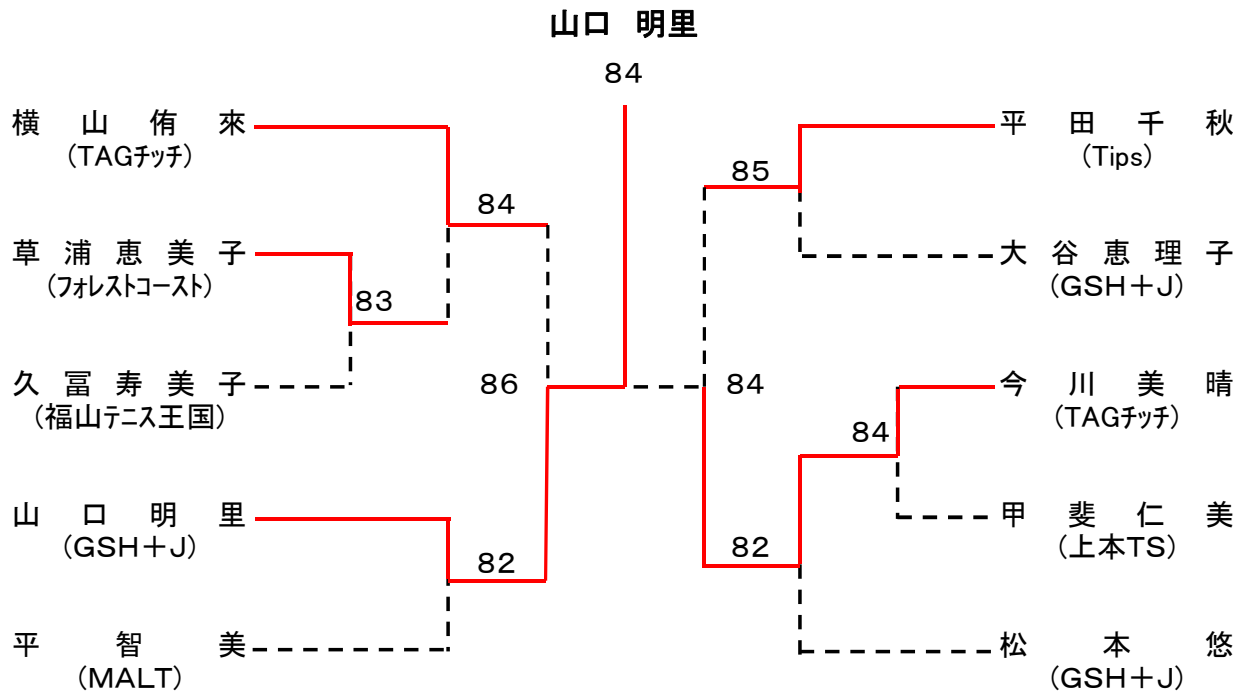 山口 明里
84
横山侑來
(TAGチッチ)
84
草浦恵美子
(フォレストコースト)
83
久冨寿美子
(福山テニス王国)
86
山口明里
(GSH+J)
82
平智美
(MALT)
平田千秋
(Tips)
85
大谷恵理子
(GSH+J)
84
今川美晴
(TAGチッチ)
84
甲斐仁美
(上本TS)
82
松本悠
(GSH+J)